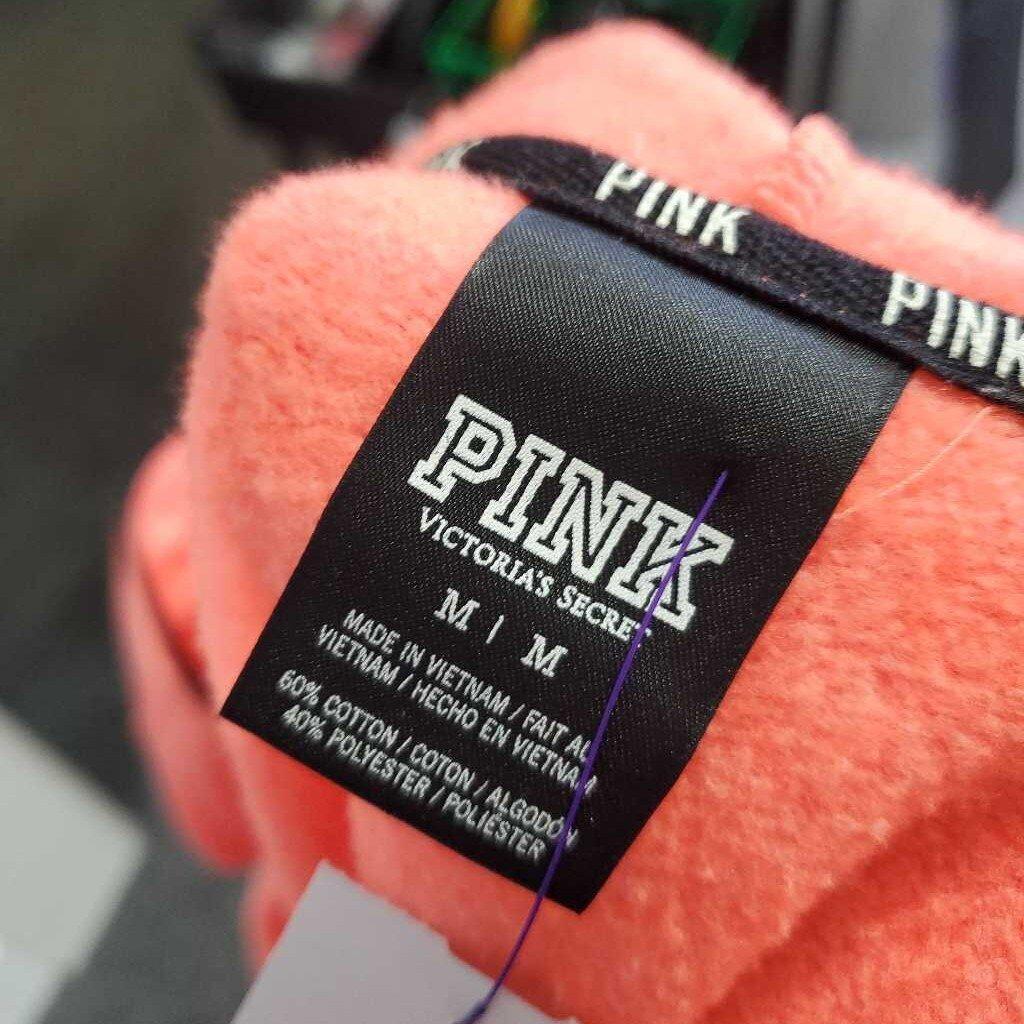 PINK
PINK
PINK
VICTORIA'S SECRET
M | M
MADE IN VIETNAM / FAIT AU
VIETNAM / HECHO EN VIETNAM
60% COTTON / COTON / ALGODÓN
40% POLYESTER / POLIÉSTER